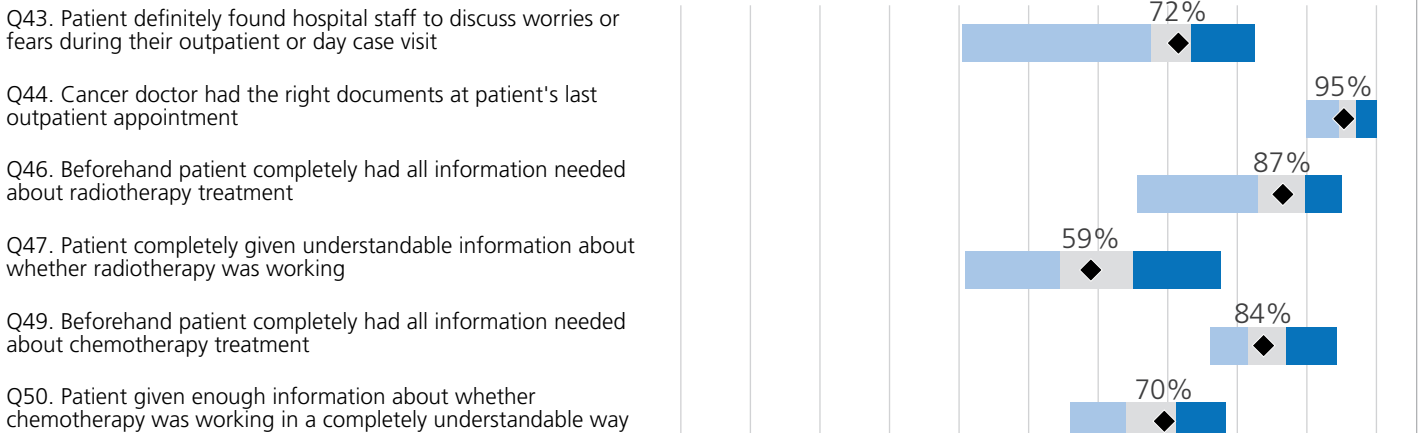 Q43. Patient definitely found hospital staff to discuss worries or
fears during their outpatient or day case visit
72%
Q44. Cancer doctor had the right documents at patient's last
outpatient appointment
95%
Q46. Beforehand patient completely had all information needed
about radiotherapy treatment
87%
Q47. Patient completely given understandable information about
whether radiotherapy was working
59%
Q49. Beforehand patient completely had all information needed
about chemotherapy treatment
84%
Q50. Patient given enough information about whether
chemotherapy was working in a completely understandable way
70%